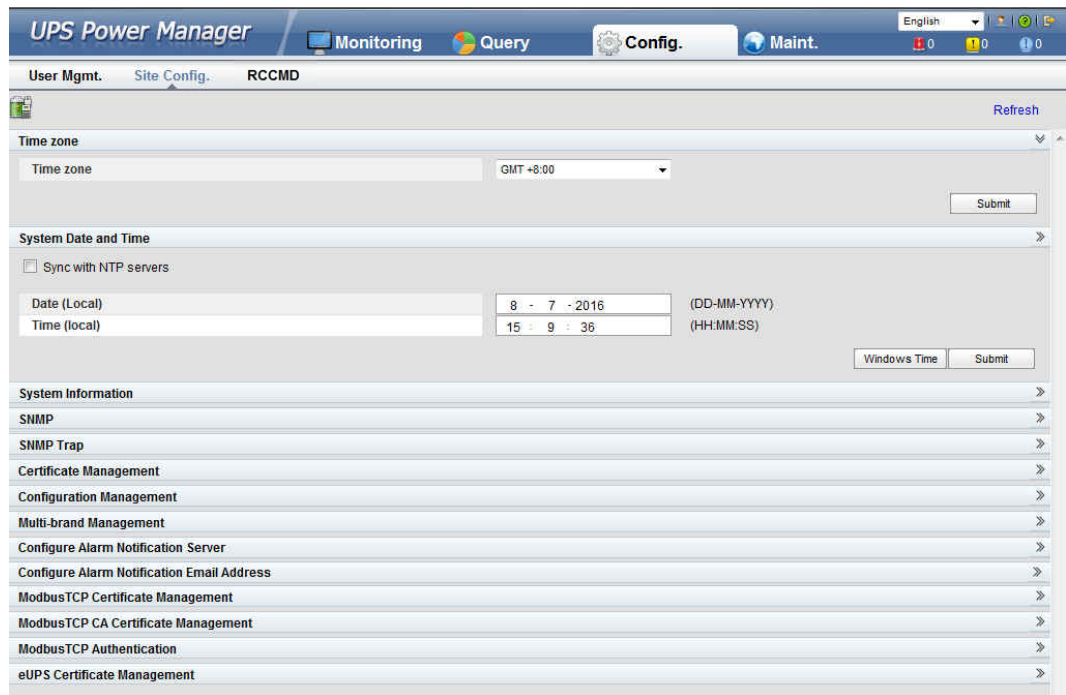 UPS Power Manager
Monitoring
Query
Config.
Maint.
English
0
0
0
User Mgmt.
Site Config.
RCCMD
Refresh
Time zone
Time zone
GMT +8:00
Submit
System Date and Time
Sync with NTP servers
Date (Local)
8 - 7 - 2016
(DD-MM-YYYY)
Time (local)
15 : 9 : 36
(HH:MM:SS)
Windows Time
Submit
System Information
SNMP
SNMP Trap
Certificate Management
Configuration Management
Multi-brand Management
Configure Alarm Notification Server
Configure Alarm Notification Email Address
ModbusTCP Certificate Management
ModbusTCP CA Certificate Management
ModbusTCP Authentication
eUPS Certificate Management